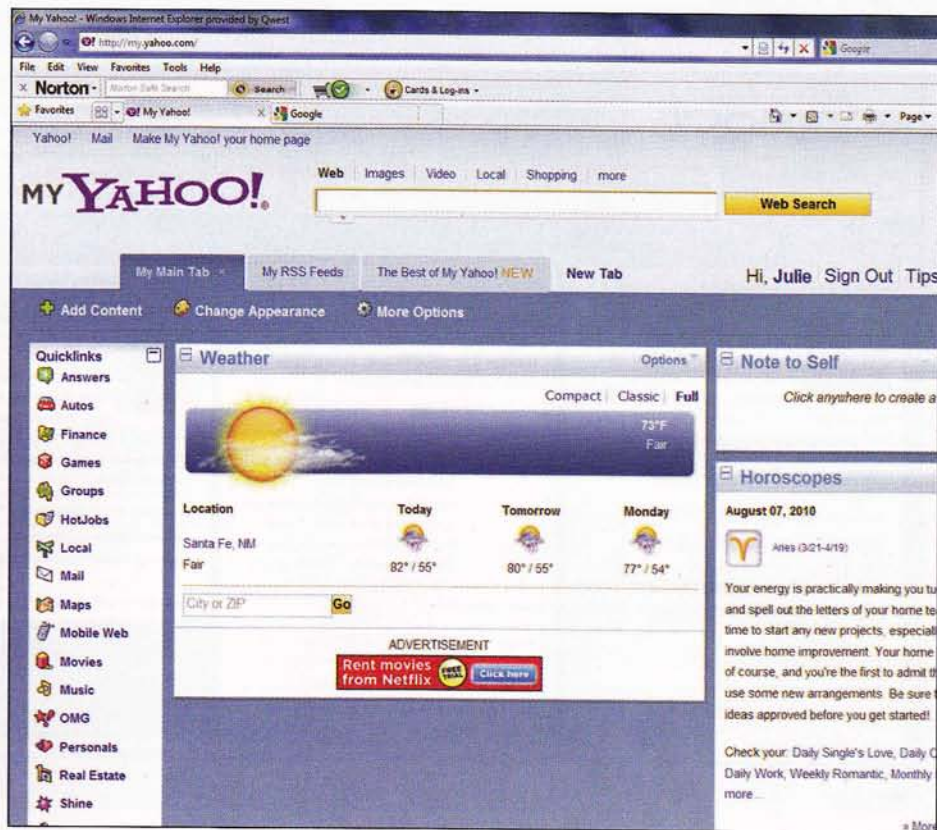 My Yahoo! - Windows Internet Explorer provided by Qwest
http://my.yahoo.com/
Google
File Edit View Favorites Tools Help
× Norton - Norton Safe Search Search Cards & Log-ins
Favorites My Yahoo! × Google Page
Yahoo! Mail Make My Yahoo! your home page
MY YAHOO!.
Web Images Video Local Shopping more
Web Search
My Main Tab × My RSS Feeds The Best of My Yahoo! NEW New Tab
Hi, Julie Sign Out Tips
Add Content Change Appearance More Options
Quicklinks
Answers
Autos
Finance
Games
Groups
HotJobs
Local
Mail
Maps
Mobile Web
Movies
Music
OMG
Personals
Real Estate
Shine
Weather Options
Compact | Classic | Full
73°F
Fair
Location Today Tomorrow Monday
Santa Fe, NM
Fair 82° / 55° 80° / 55° 77° / 54°
City or ZIP Go
ADVERTISEMENT
Rent movies
from Netflix
FREE TRIAL
Click here
Note to Self
Click anywhere to create a
Horoscopes
August 07, 2010
Aries (3/21-4/19)
Your energy is practically making you tu
and spell out the letters of your home te
time to start any new projects, especiall
involve home improvement. Your home
of course, and you're the first to admit th
use some new arrangements. Be sure t
ideas approved before you get started!
Check your: Daily Single's Love, Daily C
Daily Work, Weekly Romantic, Monthly
more...
» More